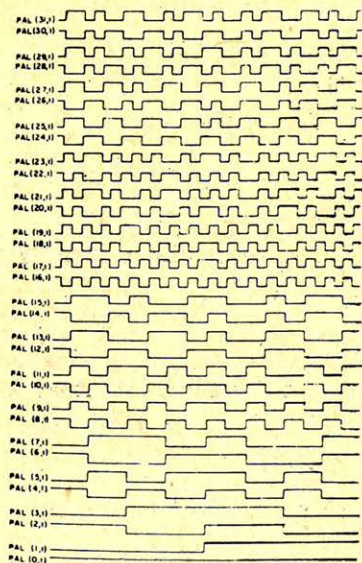 PAL (31,t)
PAL (30,t)
PAL (29,t)
PAL (28,t)
PAL (27,t)
PAL (26,t)
PAL (25,t)
PAL (24,t)
PAL (23,t)
PAL (22,t)
PAL (21,t)
PAL (20,t)
PAL (19,t)
PAL (18,t)
PAL (17,t)
PAL (16,t)
PAL (15,t)
PAL (14,t)
PAL (13,t)
PAL (12,t)
PAL (11,t)
PAL (10,t)
PAL (9,t)
PAL (8,t)
PAL (7,t)
PAL (6,t)
PAL (5,t)
PAL (4,t)
PAL (3,t)
PAL (2,t)
PAL (1,t)
PAL (0,t)